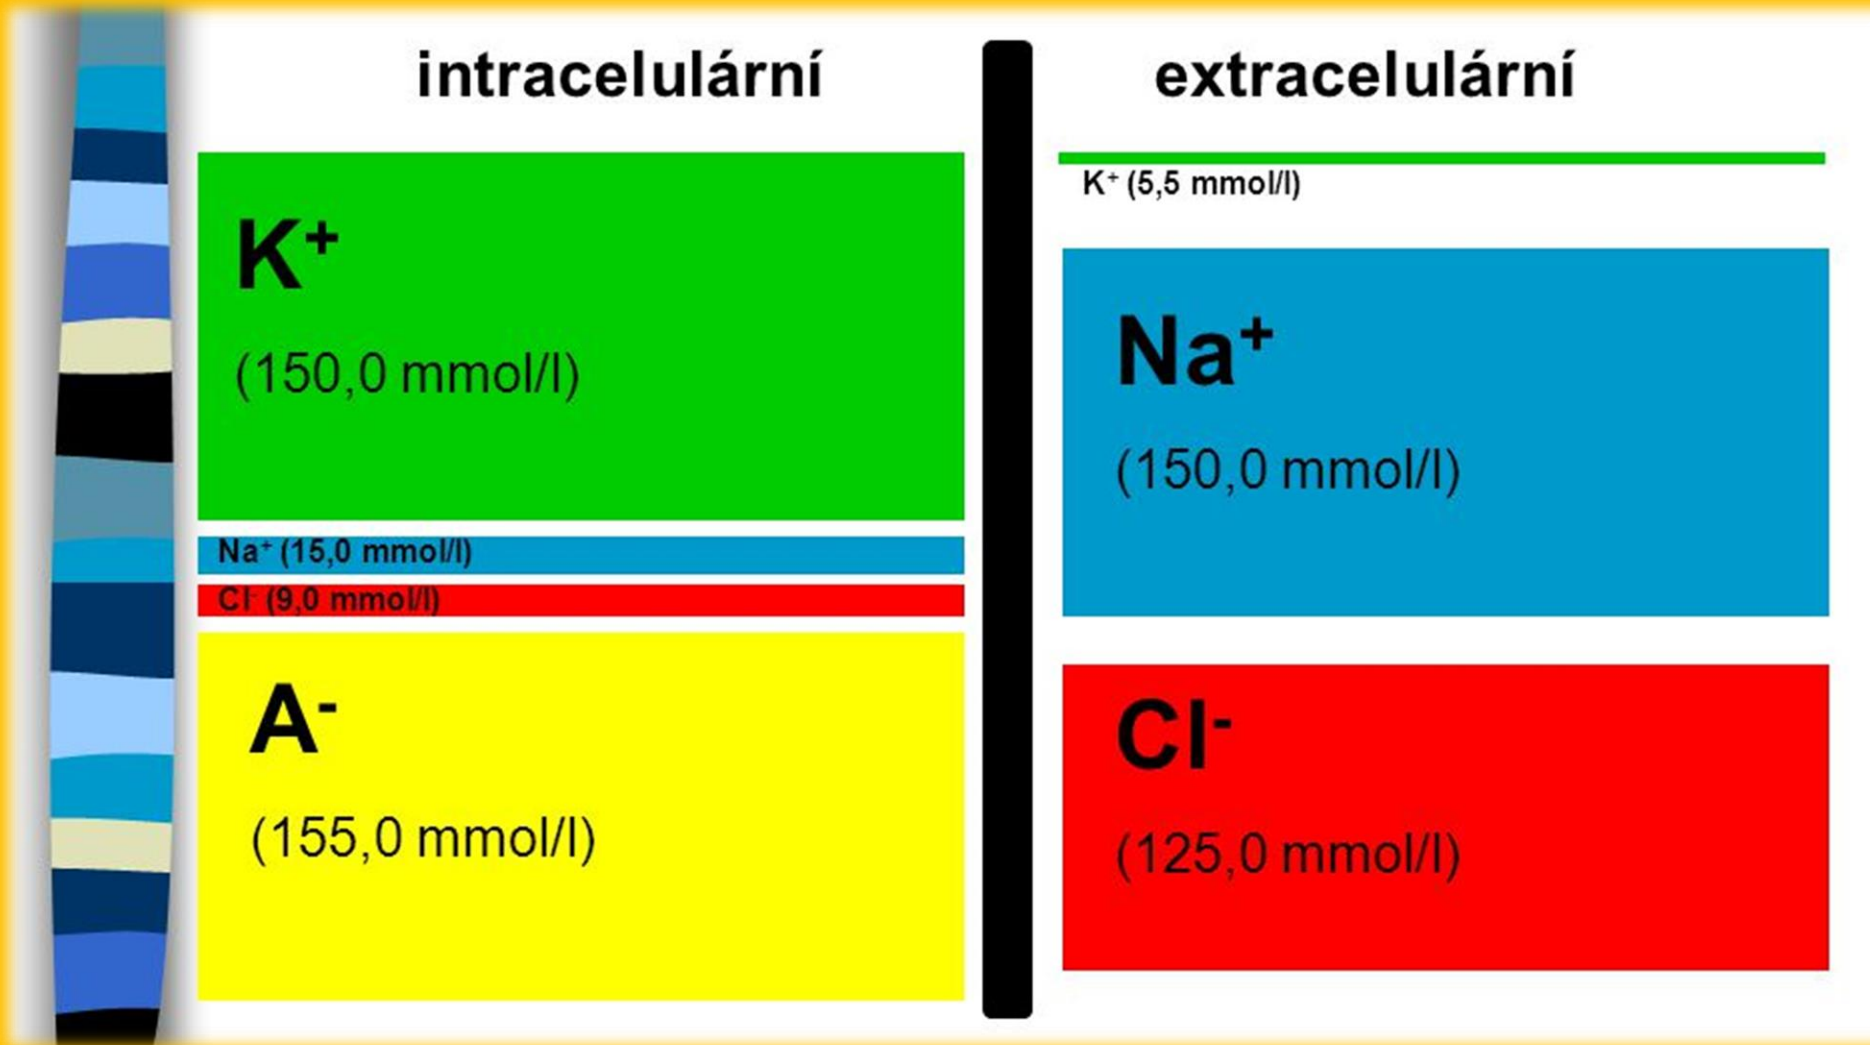 intracelulární
K⁺
(150,0 mmol/l)
Na⁺ (15,0 mmol/l)
Cl⁻ (9,0 mmol/l)
A⁻
(155,0 mmol/l)
extracelulární
K⁺ (5,5 mmol/l)
Na⁺
(150,0 mmol/l)
Cl⁻
(125,0 mmol/l)